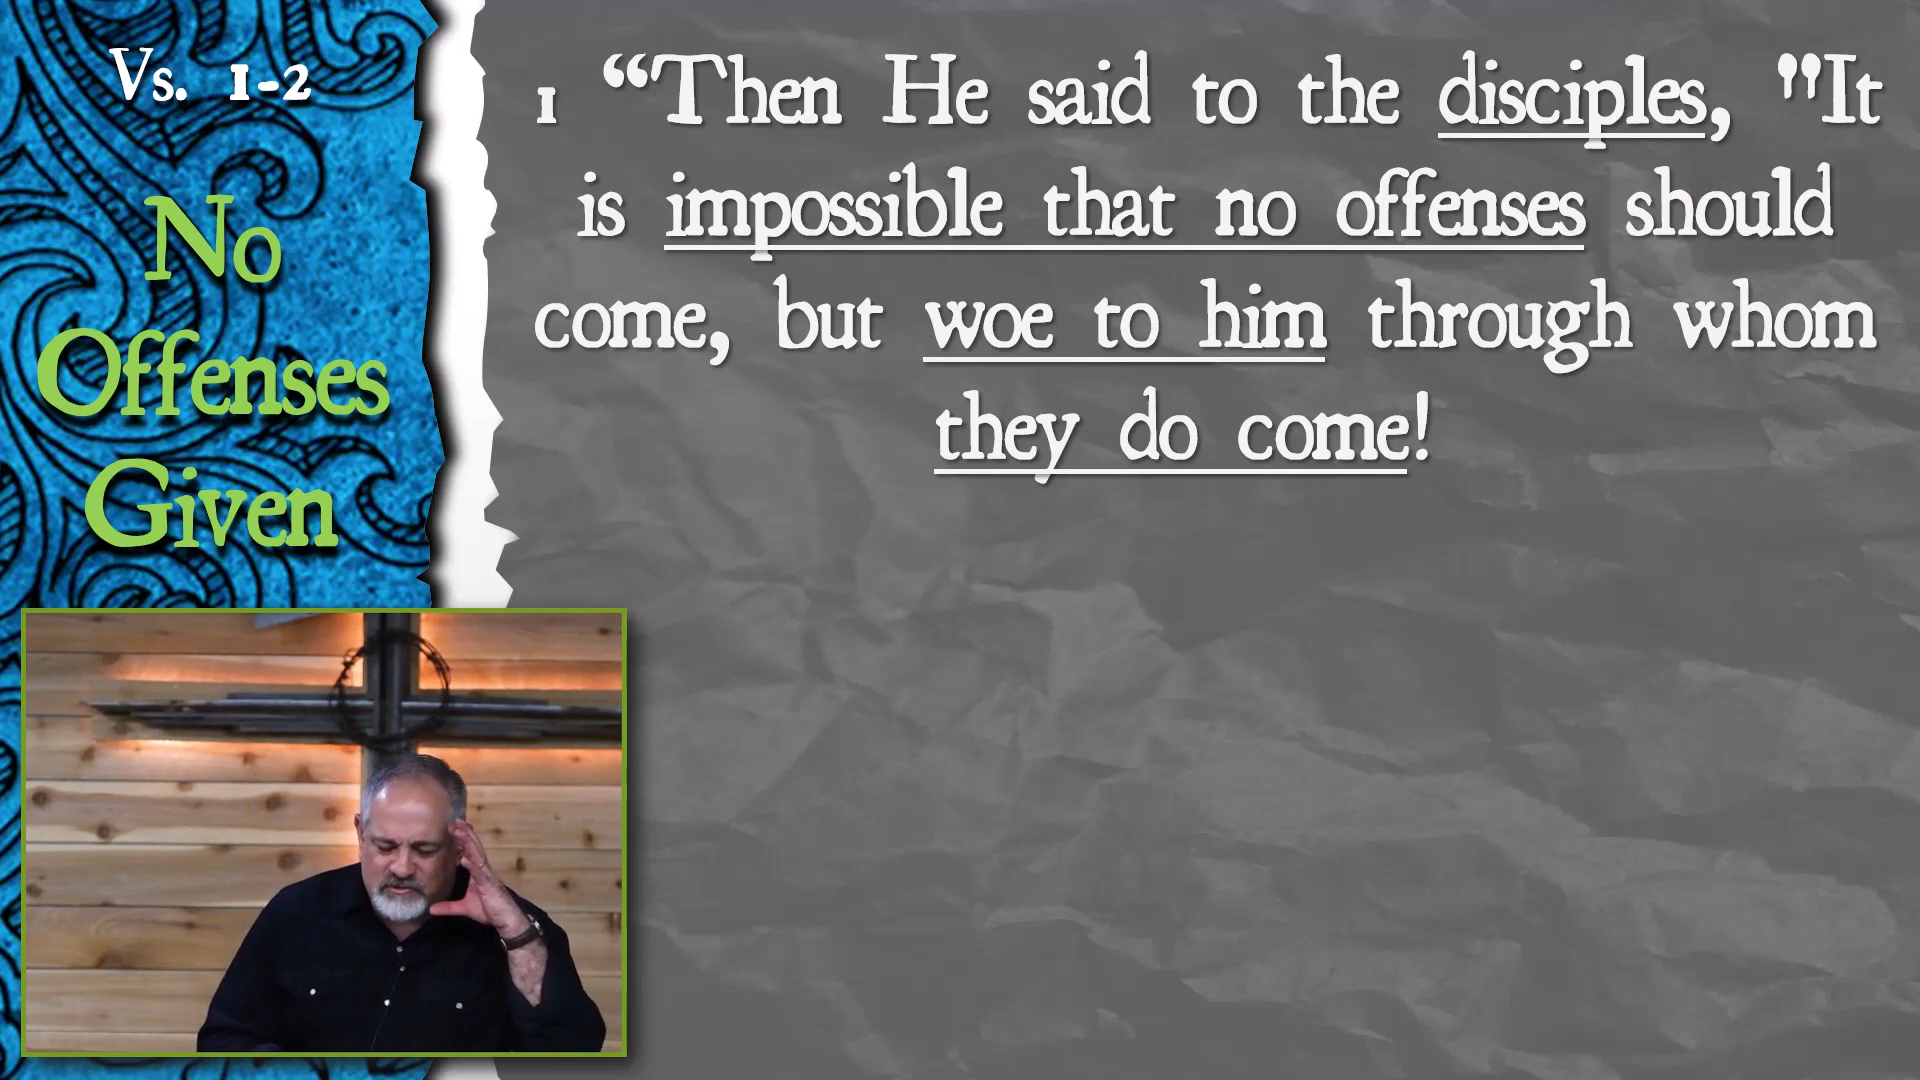 Vs. 1-2
No
Offenses
Given
1 “Then He said to the disciples, "It
is impossible that no offenses should
come, but woe to him through whom
they do come!